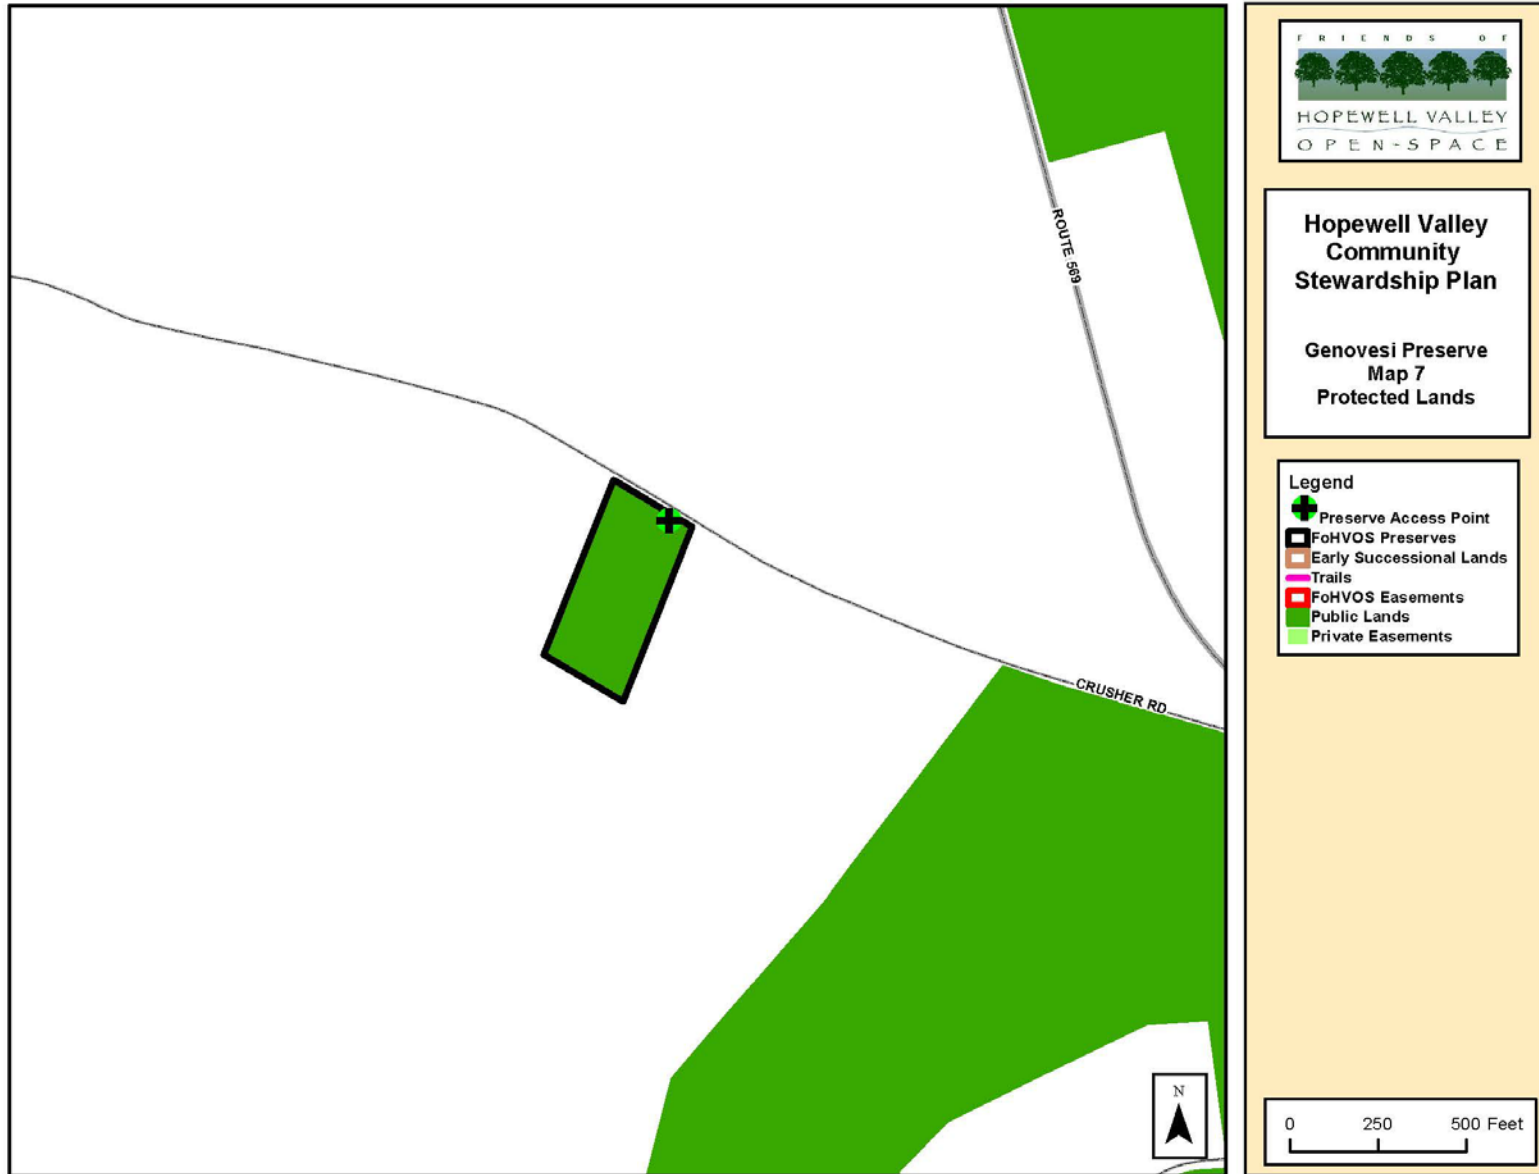 ROUTE 569
CRUSHER RD
N
FRIENDS OF
HOPEWELL VALLEY
OPEN-SPACE
Hopewell Valley
Community
Stewardship Plan
Genovesi Preserve
Map 7
Protected Lands
Legend
Preserve Access Point
FoHVOS Preserves
Early Successional Lands
Trails
FoHVOS Easements
Public Lands
Private Easements
0 250 500 Feet